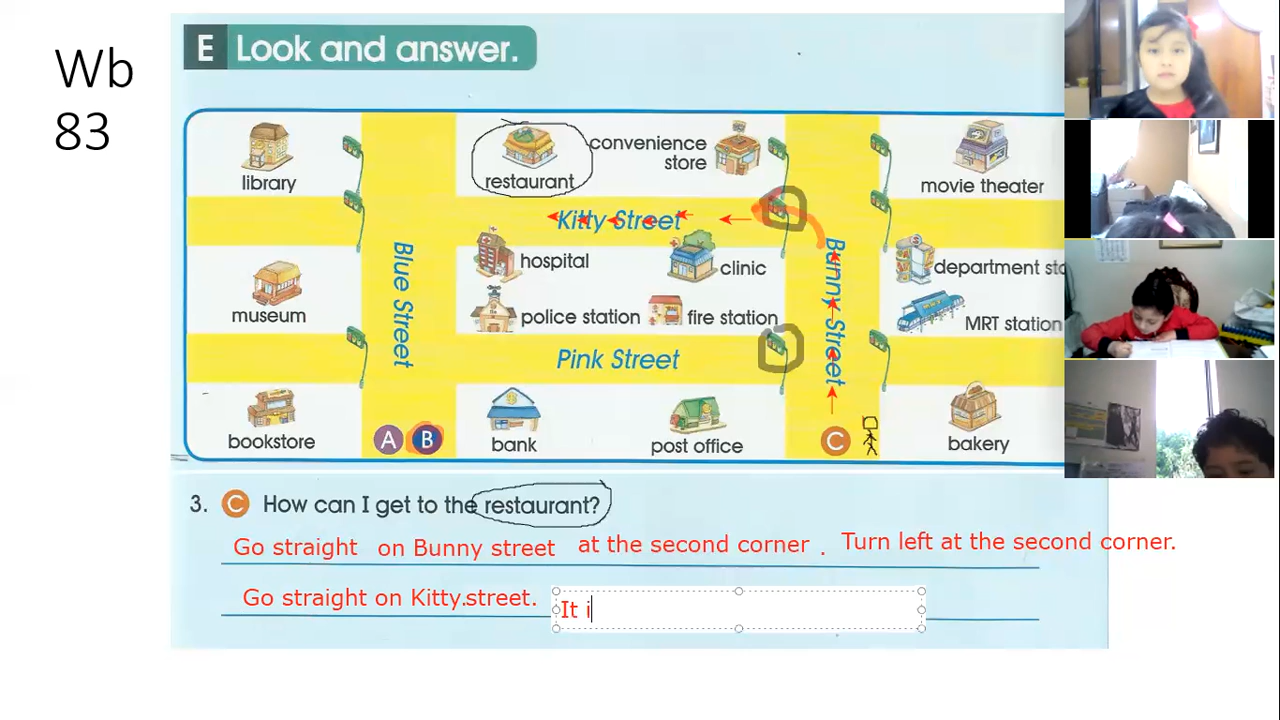 Wb
83
E Look and answer.
library
restaurant
convenience
store
movie theater
Kitty Street
Blue Street
hospital
clinic
Bunny Street
department sto
museum
police station
fire station
MRT station
Pink Street
bookstore
A B
bank
post office
C
bakery
3. C How can I get to the restaurant?
Go straight on Bunny street at the second corner . Turn left at the second corner.
Go straight on Kitty.street. It i